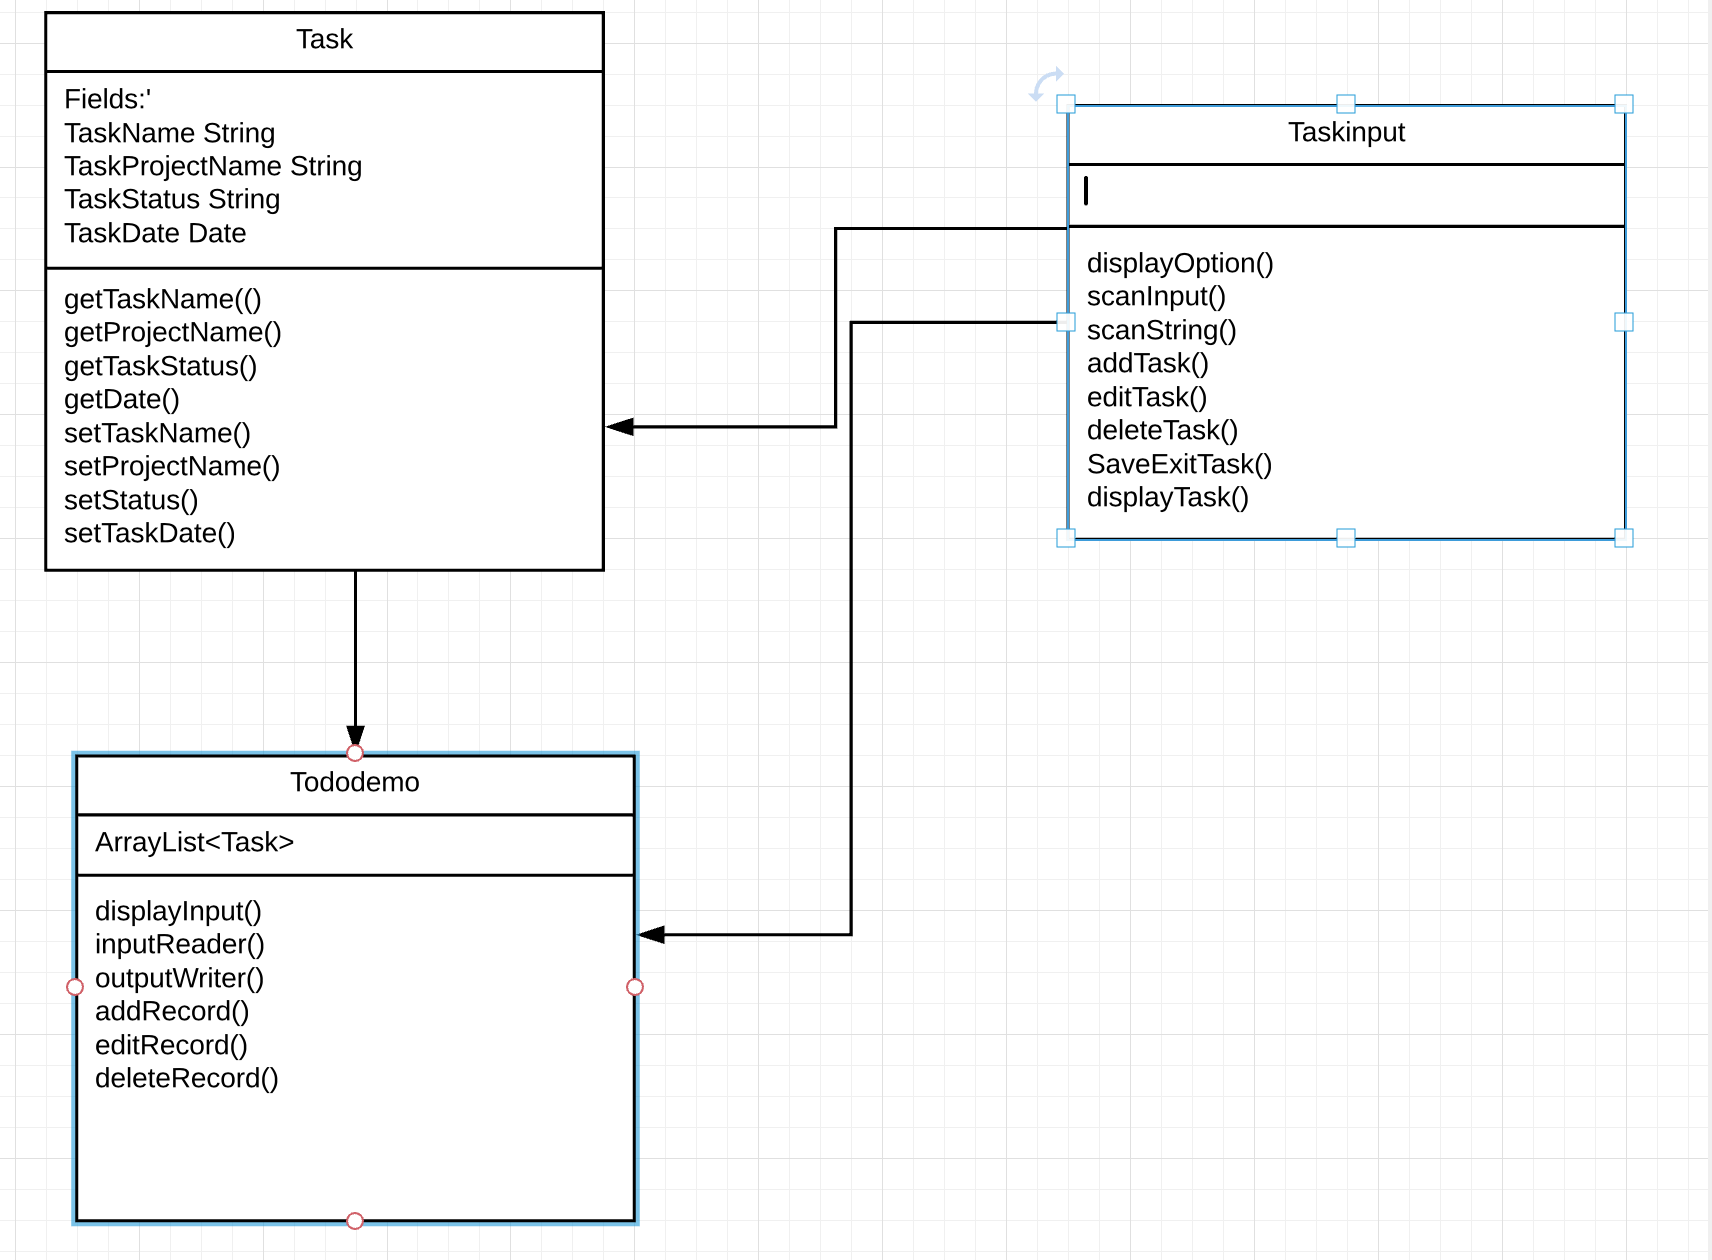 Task
Fields:'
TaskName String
TaskProjectName String
TaskStatus String
TaskDate Date
getTaskName(()
getProjectName()
getTaskStatus()
getDate()
setTaskName()
setProjectName()
setStatus()
setTaskDate()
Taskinput
displayOption()
scanInput()
scanString()
addTask()
editTask()
deleteTask()
SaveExitTask()
displayTask()
Tododemo
ArrayList<Task>
displayInput()
inputReader()
outputWriter()
addRecord()
editRecord()
deleteRecord()